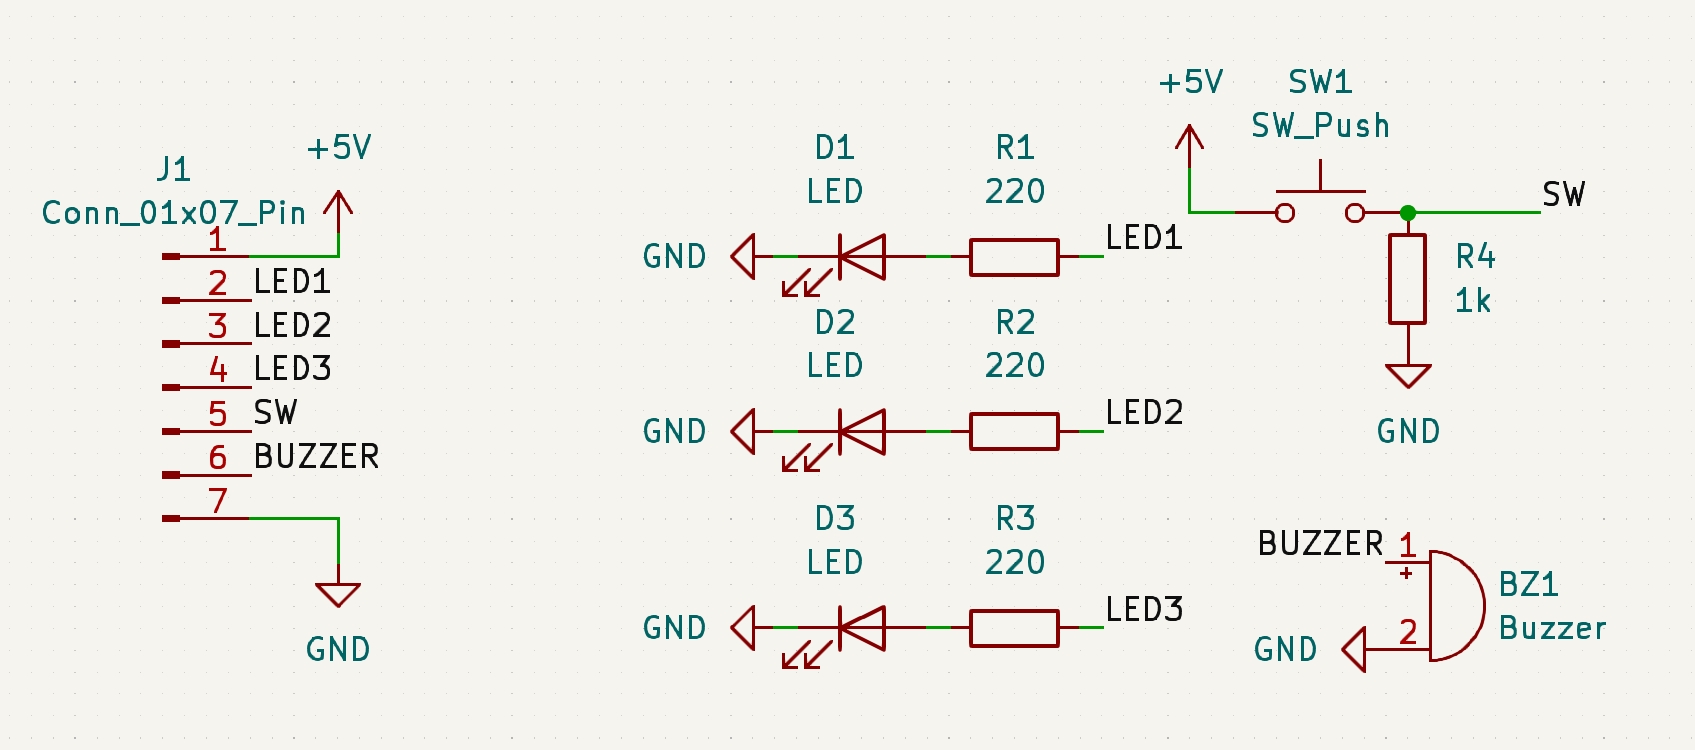 J1
Conn_01x07_Pin
+5V
1
2
LED1
3
LED2
4
LED3
5
SW
6
BUZZER
7
GND
D1
LED
R1
220
GND
LED1
D2
LED
R2
220
GND
LED2
D3
LED
R3
220
GND
LED3
+5V
SW1
SW_Push
SW
R4
1k
GND
BUZZER
1
+
2
GND
BZ1
Buzzer